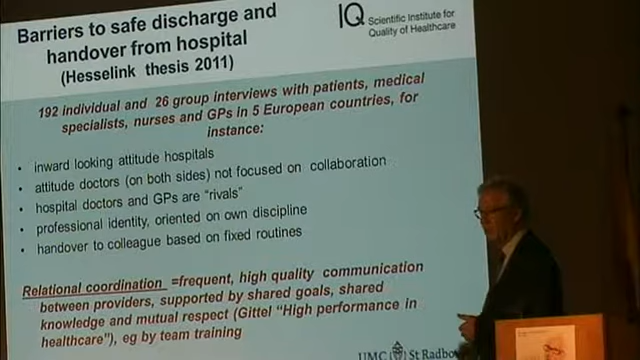 Barriers to safe discharge and
handover from hospital
(Hesselink thesis 2011)
IQ Scientific Institute for
Quality of Healthcare
192 individual and 26 group interviews with patients, medical
specialists, nurses and GPs in 5 European countries, for
instance:
• inward looking attitude hospitals
• attitude doctors (on both sides) not focused on collaboration
• hospital doctors and GPs are "rivals"
• professional identity, oriented on own discipline
• handover to colleague based on fixed routines
Relational coordination =frequent, high quality communication
between providers, supported by shared goals, shared
knowledge and mutual respect (Gittel "High performance in
healthcare"), eg by team training
UMC St Radbo